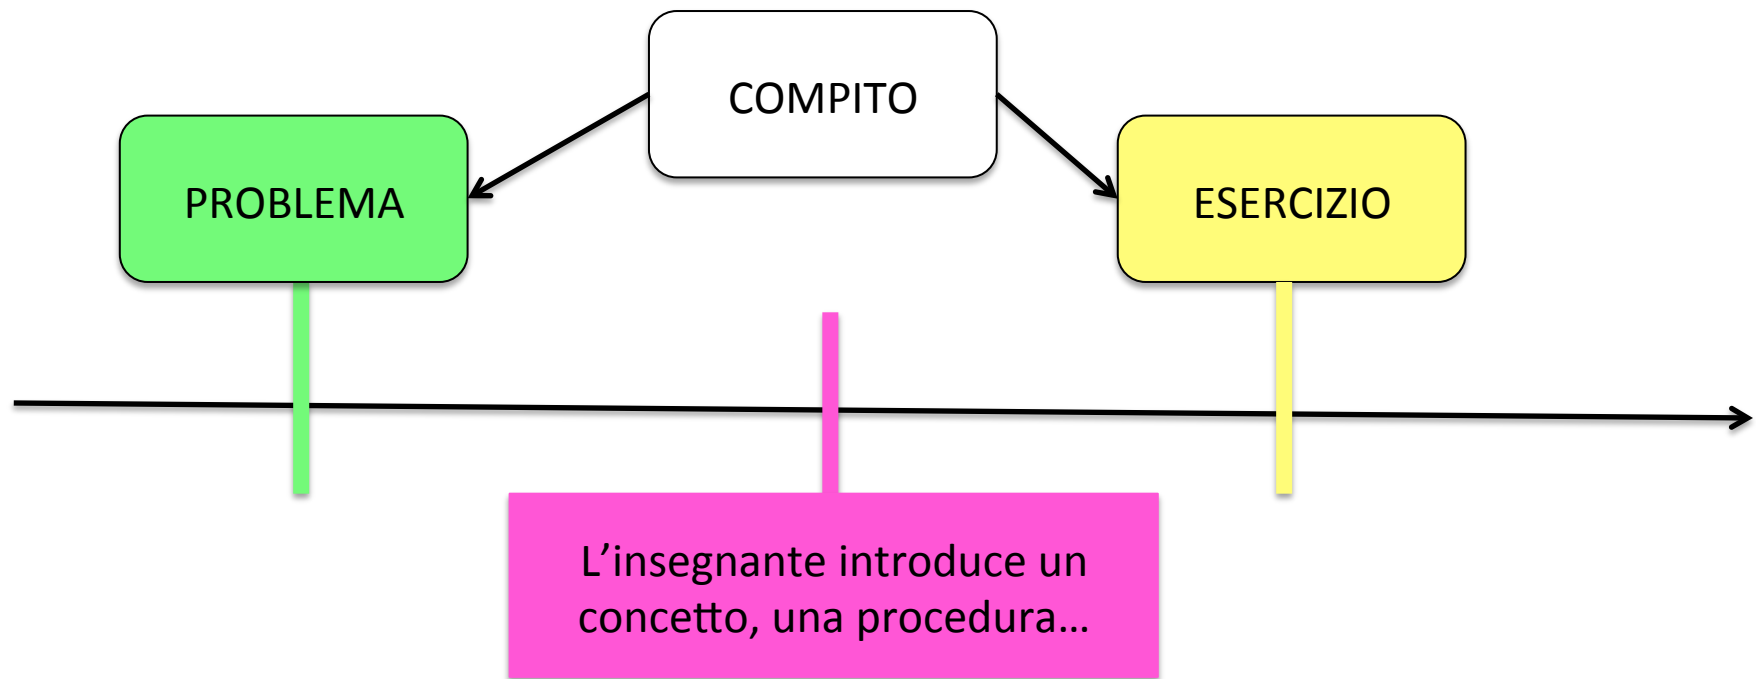 COMPITO
PROBLEMA
ESERCIZIO
L’insegnante introduce un
concetto, una procedura…